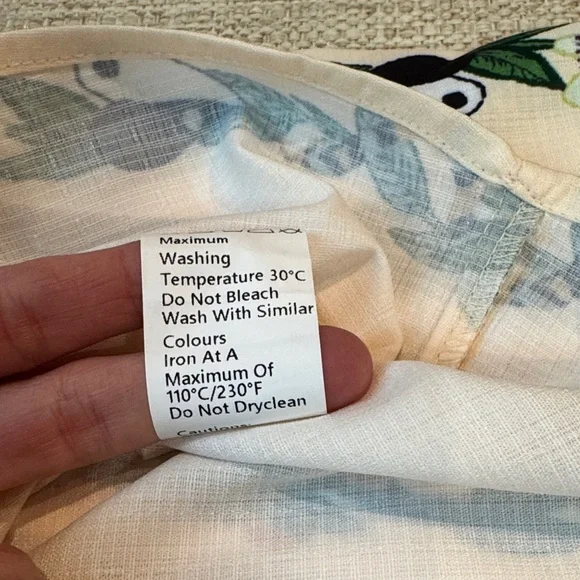 Maximum
Washing
Temperature 30°C
Do Not Bleach
Wash With Similar
Colours
Iron At A
Maximum Of
110°C/230°F
Do Not Dryclean